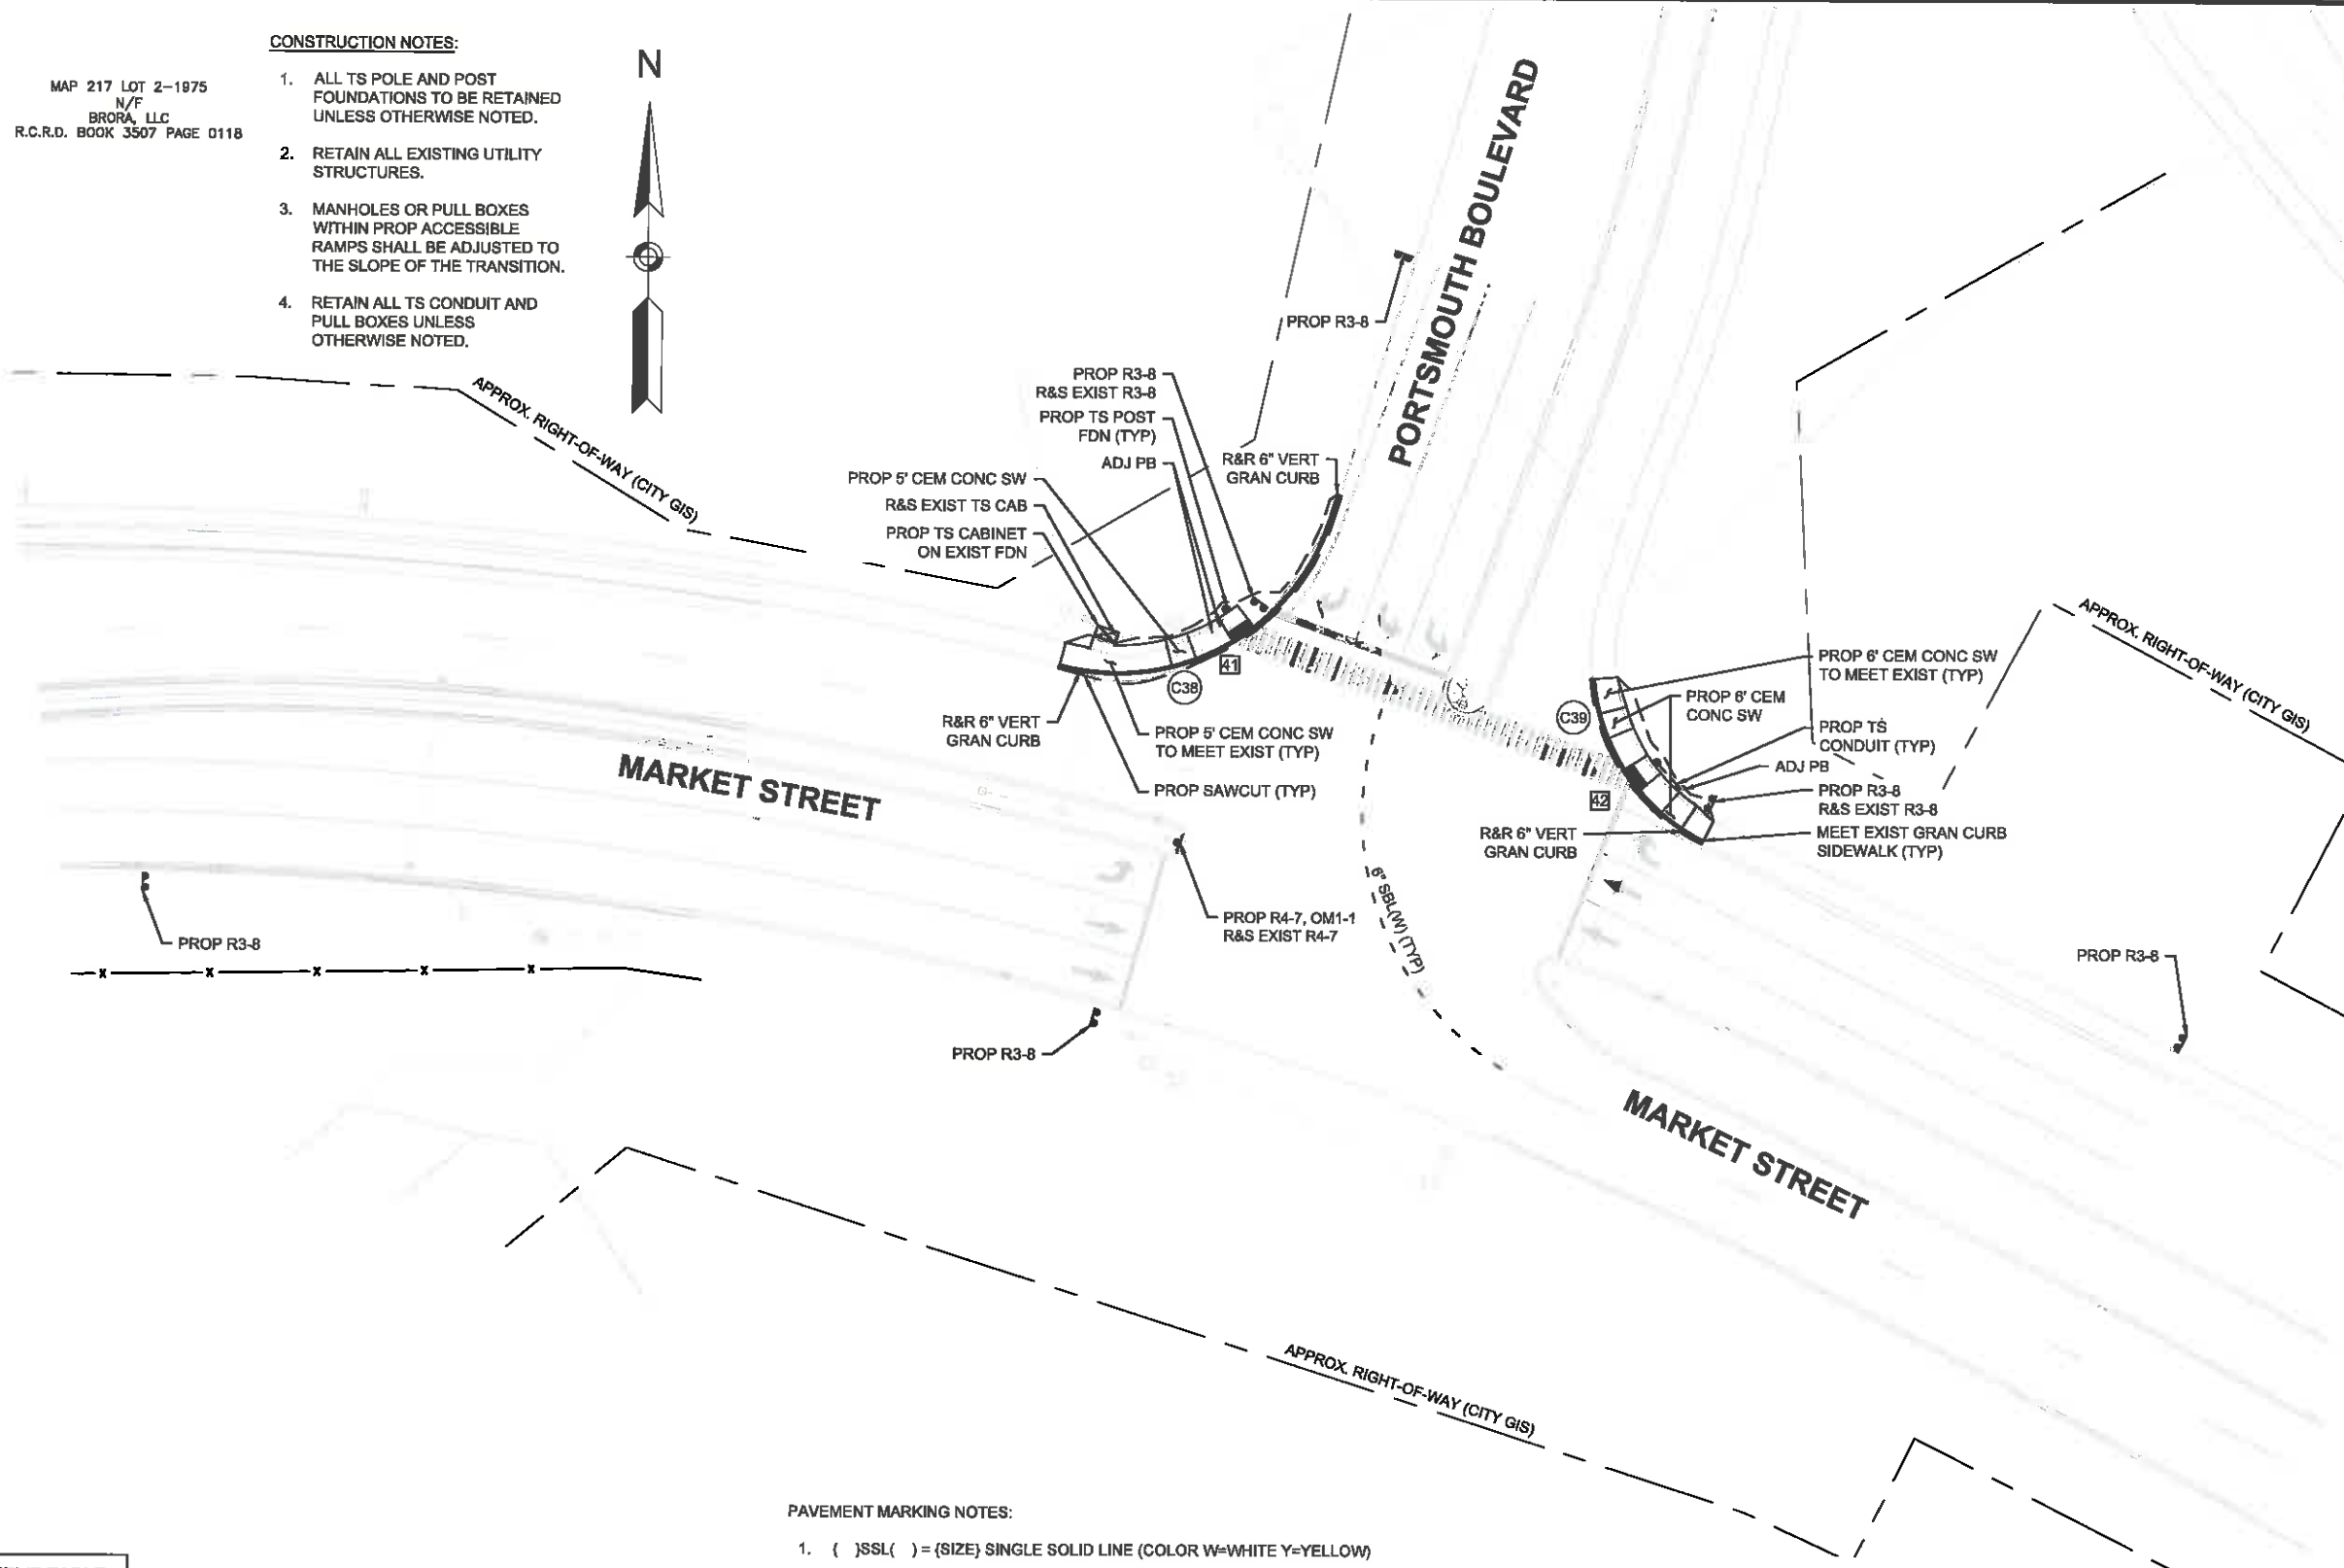 CONSTRUCTION NOTES:
MAP 217 LOT 2-1975
N/F
BRORA, LLC
R.C.R.D. BOOK 3507 PAGE 0118
1. ALL TS POLE AND POST
FOUNDATIONS TO BE RETAINED
UNLESS OTHERWISE NOTED.
2. RETAIN ALL EXISTING UTILITY
STRUCTURES.
3. MANHOLES OR PULL BOXES
WITHIN PROP ACCESSIBLE
RAMPS SHALL BE ADJUSTED TO
THE SLOPE OF THE TRANSITION.
4. RETAIN ALL TS CONDUIT AND
PULL BOXES UNLESS
OTHERWISE NOTED.
N
PORTSMOUTH BOULEVARD
PROP R3-8
APPROX. RIGHT-OF-WAY (CITY GIS)
PROP R3-8
R&S EXIST R3-8
PROP TS POST
FDN (TYP)
ADJ PB
R&R 6" VERT
GRAN CURB
PROP 5' CEM CONC SW
R&S EXIST TS CAB
PROP TS CABINET
ON EXIST FDN
41
C38
R&R 6" VERT
GRAN CURB
PROP 5' CEM CONC SW
TO MEET EXIST (TYP)
PROP SAWCUT (TYP)
MARKET STREET
APPROX. RIGHT-OF-WAY (CITY GIS)
PROP 6' CEM CONC SW
TO MEET EXIST (TYP)
PROP 6' CEM
CONC SW
C39
PROP TS
CONDUIT (TYP)
ADJ PB
42
PROP R3-8
R&S EXIST R3-8
R&R 6" VERT
GRAN CURB
MEET EXIST GRAN CURB
SIDEWALK (TYP)
6" SBL(W) (TYP)
PROP R4-7, OM1-1
R&S EXIST R4-7
PROP R3-8
x x x x x
PROP R3-8
PROP R3-8
MARKET STREET
APPROX. RIGHT-OF-WAY (CITY GIS)
PAVEMENT MARKING NOTES:
1. { }SSL( ) = {SIZE} SINGLE SOLID LINE (COLOR W=WHITE Y=YELLOW)